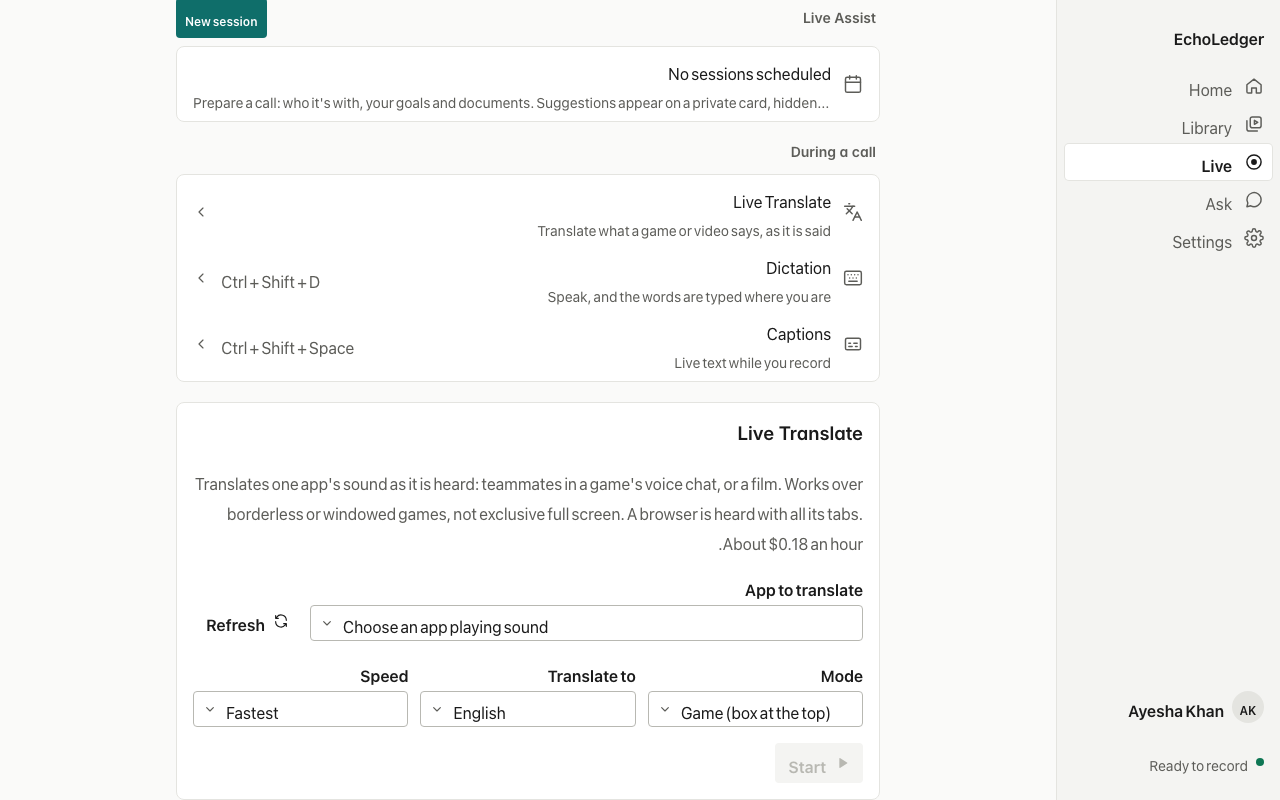 EchoLedger
Home
Library
Live
Ask
Settings
Ayesha Khan
AK
Ready to record
Live Assist
New session
No sessions scheduled
Prepare a call: who it's with, your goals and documents. Suggestions appear on a private card, hidden...
During a call
Live Translate
Translate what a game or video says, as it is said
Dictation
Speak, and the words are typed where you are
Ctrl+Shift+D
Captions
Live text while you record
Ctrl+Shift+Space
Live Translate
Translates one app's sound as it is heard: teammates in a game's voice chat, or a film. Works over
borderless or windowed games, not exclusive full screen. A browser is heard with all its tabs.
.About $0.18 an hour
App to translate
Choose an app playing sound
Refresh
Mode
Game (box at the top)
Translate to
English
Speed
Fastest
Start